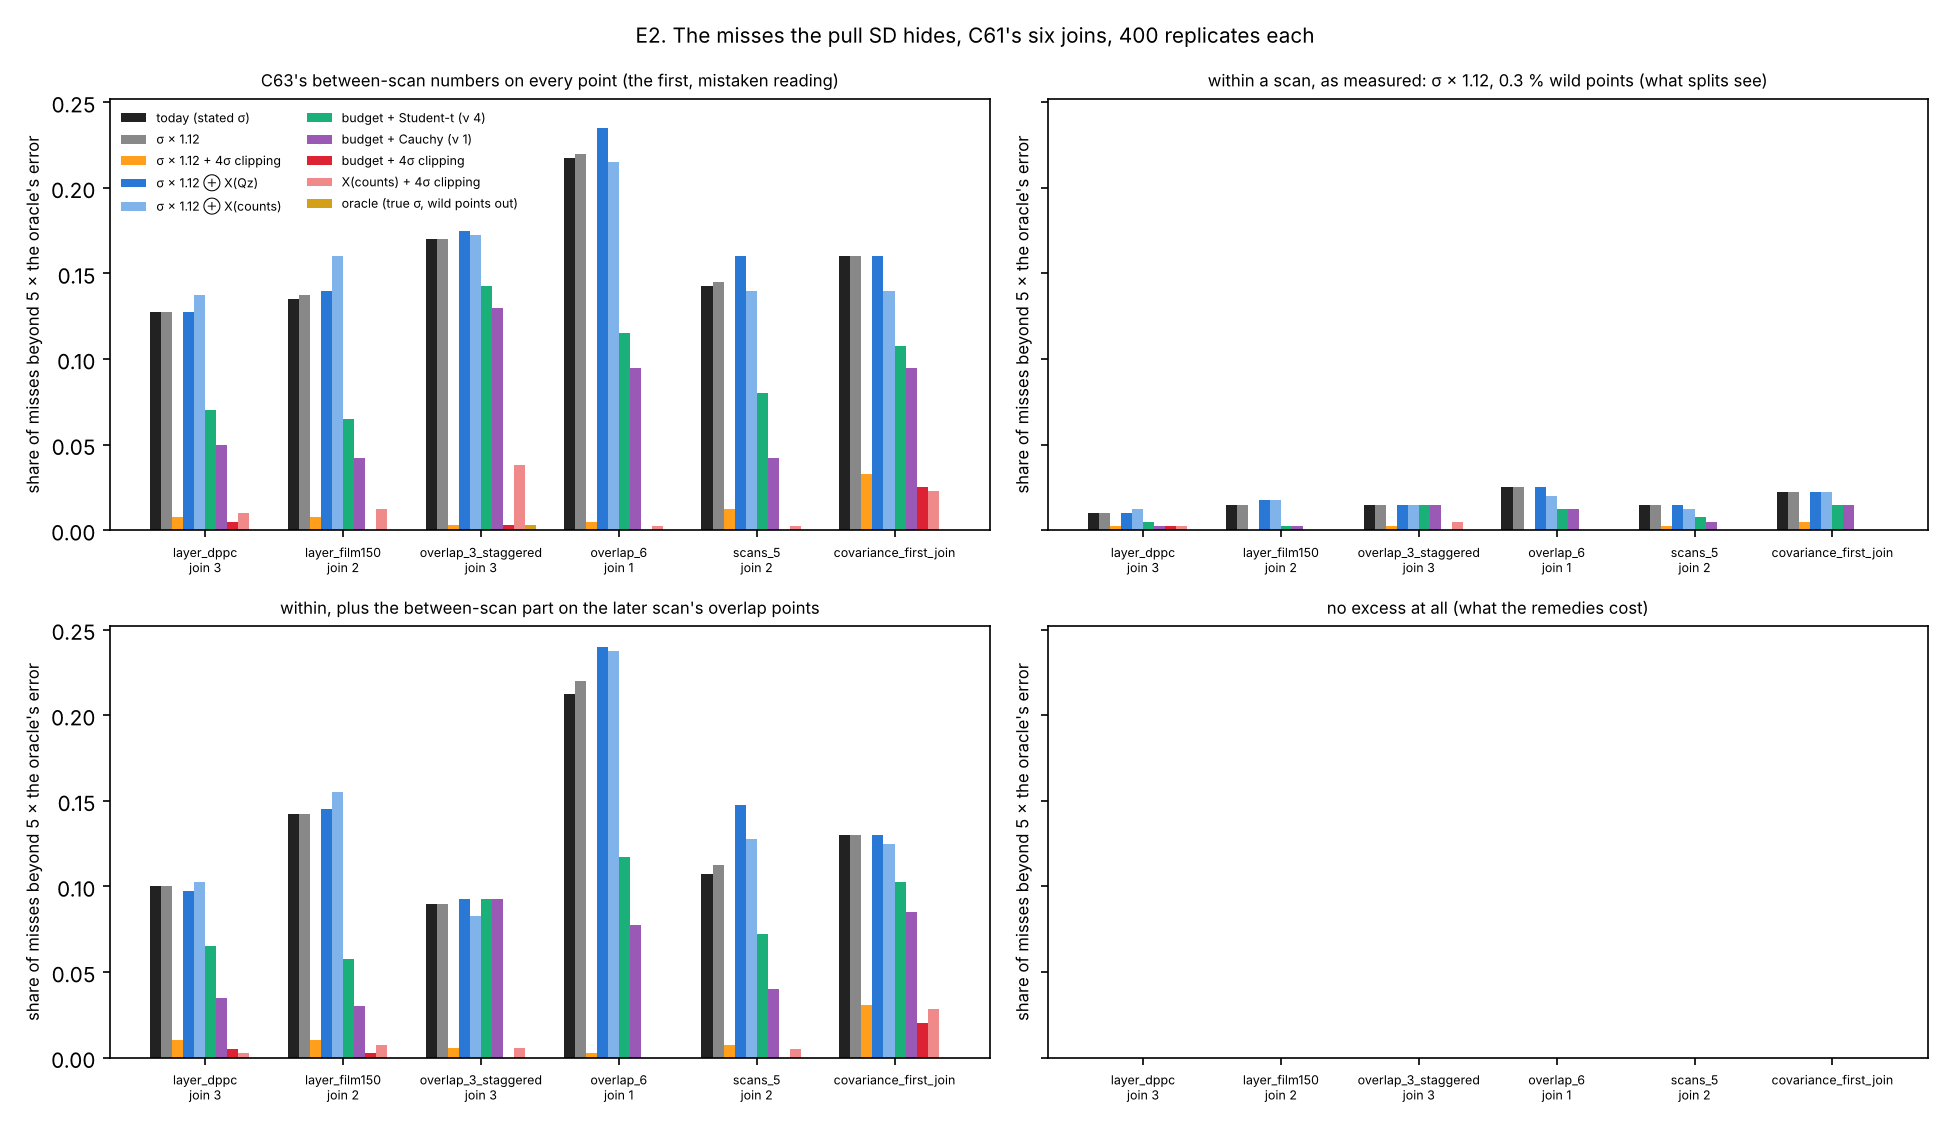 E2. The misses the pull SD hides, C61's six joins, 400 replicates each
C63's between-scan numbers on every point (the first, mistaken reading)
share of misses beyond 5 × the oracle's error
0.25
0.20
0.15
0.10
0.05
0.00
today (stated σ)
σ × 1.12
σ × 1.12 + 4σ clipping
σ × 1.12 ⊕ X(Qz)
σ × 1.12 ⊕ X(counts)
budget + Student-t (ν 4)
budget + Cauchy (ν 1)
budget + 4σ clipping
X(counts) + 4σ clipping
oracle (true σ, wild points out)
layer_dppc
join 3
layer_film150
join 2
overlap_3_staggered
join 3
overlap_6
join 1
scans_5
join 2
covariance_first_join
within a scan, as measured: σ × 1.12, 0.3 % wild points (what splits see)
share of misses beyond 5 × the oracle's error
layer_dppc
join 3
layer_film150
join 2
overlap_3_staggered
join 3
overlap_6
join 1
scans_5
join 2
covariance_first_join
within, plus the between-scan part on the later scan's overlap points
share of misses beyond 5 × the oracle's error
0.25
0.20
0.15
0.10
0.05
0.00
layer_dppc
join 3
layer_film150
join 2
overlap_3_staggered
join 3
overlap_6
join 1
scans_5
join 2
covariance_first_join
no excess at all (what the remedies cost)
share of misses beyond 5 × the oracle's error
layer_dppc
join 3
layer_film150
join 2
overlap_3_staggered
join 3
overlap_6
join 1
scans_5
join 2
covariance_first_join